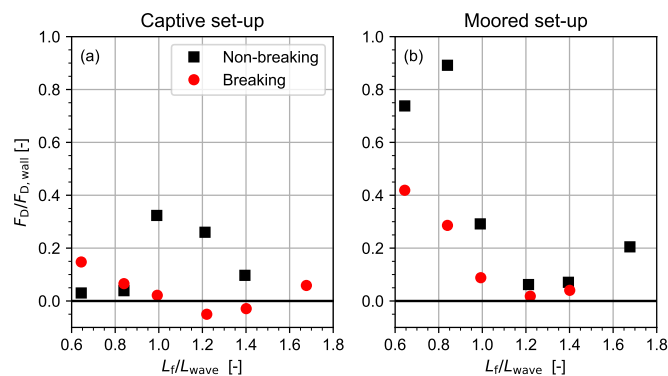 Captive set-up
Moored set-up
(a)
Non-breaking
Breaking
(b)
F_D/F_D, wall [-]
1.0
0.8
0.6
0.4
0.2
0.0
1.0
0.8
0.6
0.4
0.2
0.0
0.6 0.8 1.0 1.2 1.4 1.6 1.8
0.6 0.8 1.0 1.2 1.4 1.6 1.8
L_f/L_wave [-]
L_f/L_wave [-]